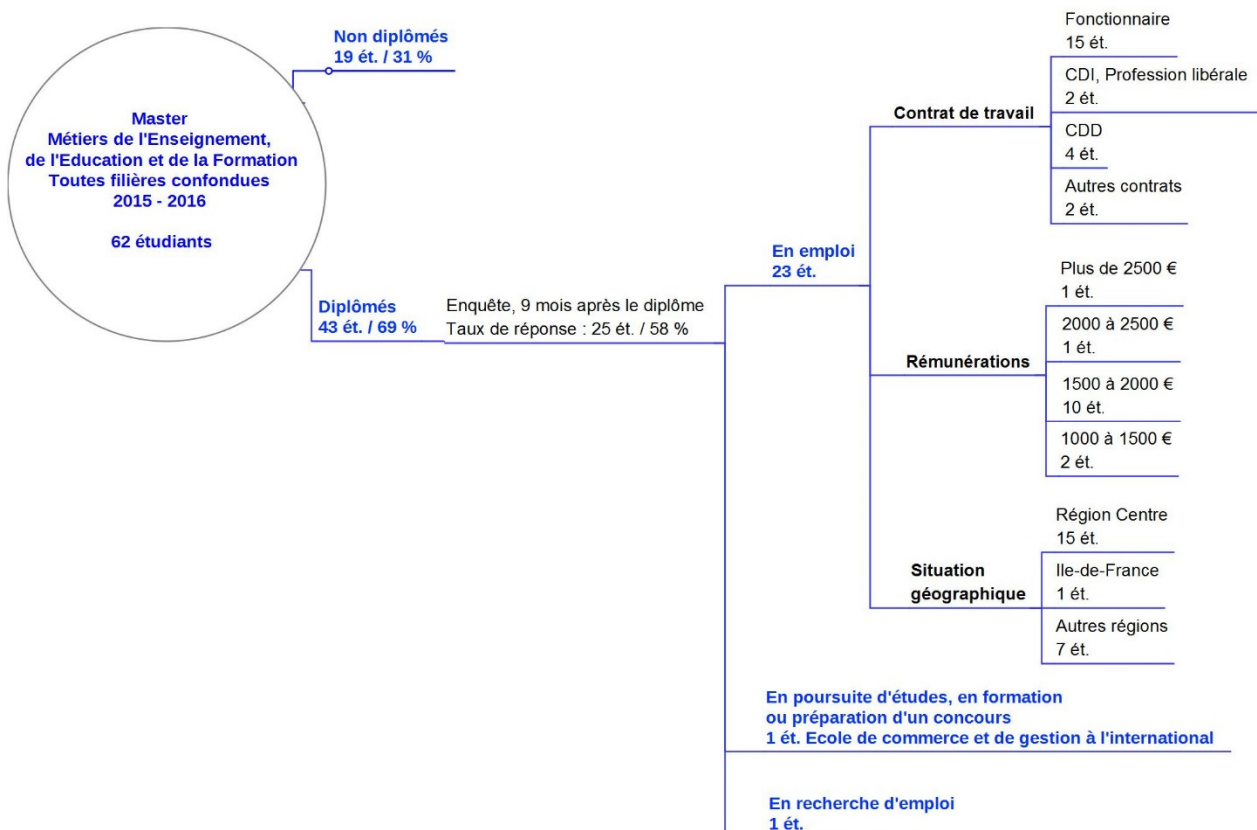 Master
Métiers de l'Enseignement,
de l'Education et de la Formation
Toutes filières confondues
2015 - 2016
62 étudiants
Non diplômés
19 ét. / 31 %
Diplômés
43 ét. / 69 %
Enquête, 9 mois après le diplôme
Taux de réponse : 25 ét. / 58 %
En emploi
23 ét.
Contrat de travail
Fonctionnaire
15 ét.
CDI, Profession libérale
2 ét.
CDD
4 ét.
Autres contrats
2 ét.
Rémunérations
Plus de 2500 €
1 ét.
2000 à 2500 €
1 ét.
1500 à 2000 €
10 ét.
1000 à 1500 €
2 ét.
Situation
géographique
Région Centre
15 ét.
Ile-de-France
1 ét.
Autres régions
7 ét.
En poursuite d'études, en formation
ou préparation d'un concours
1 ét. Ecole de commerce et de gestion à l'international
En recherche d'emploi
1 ét.